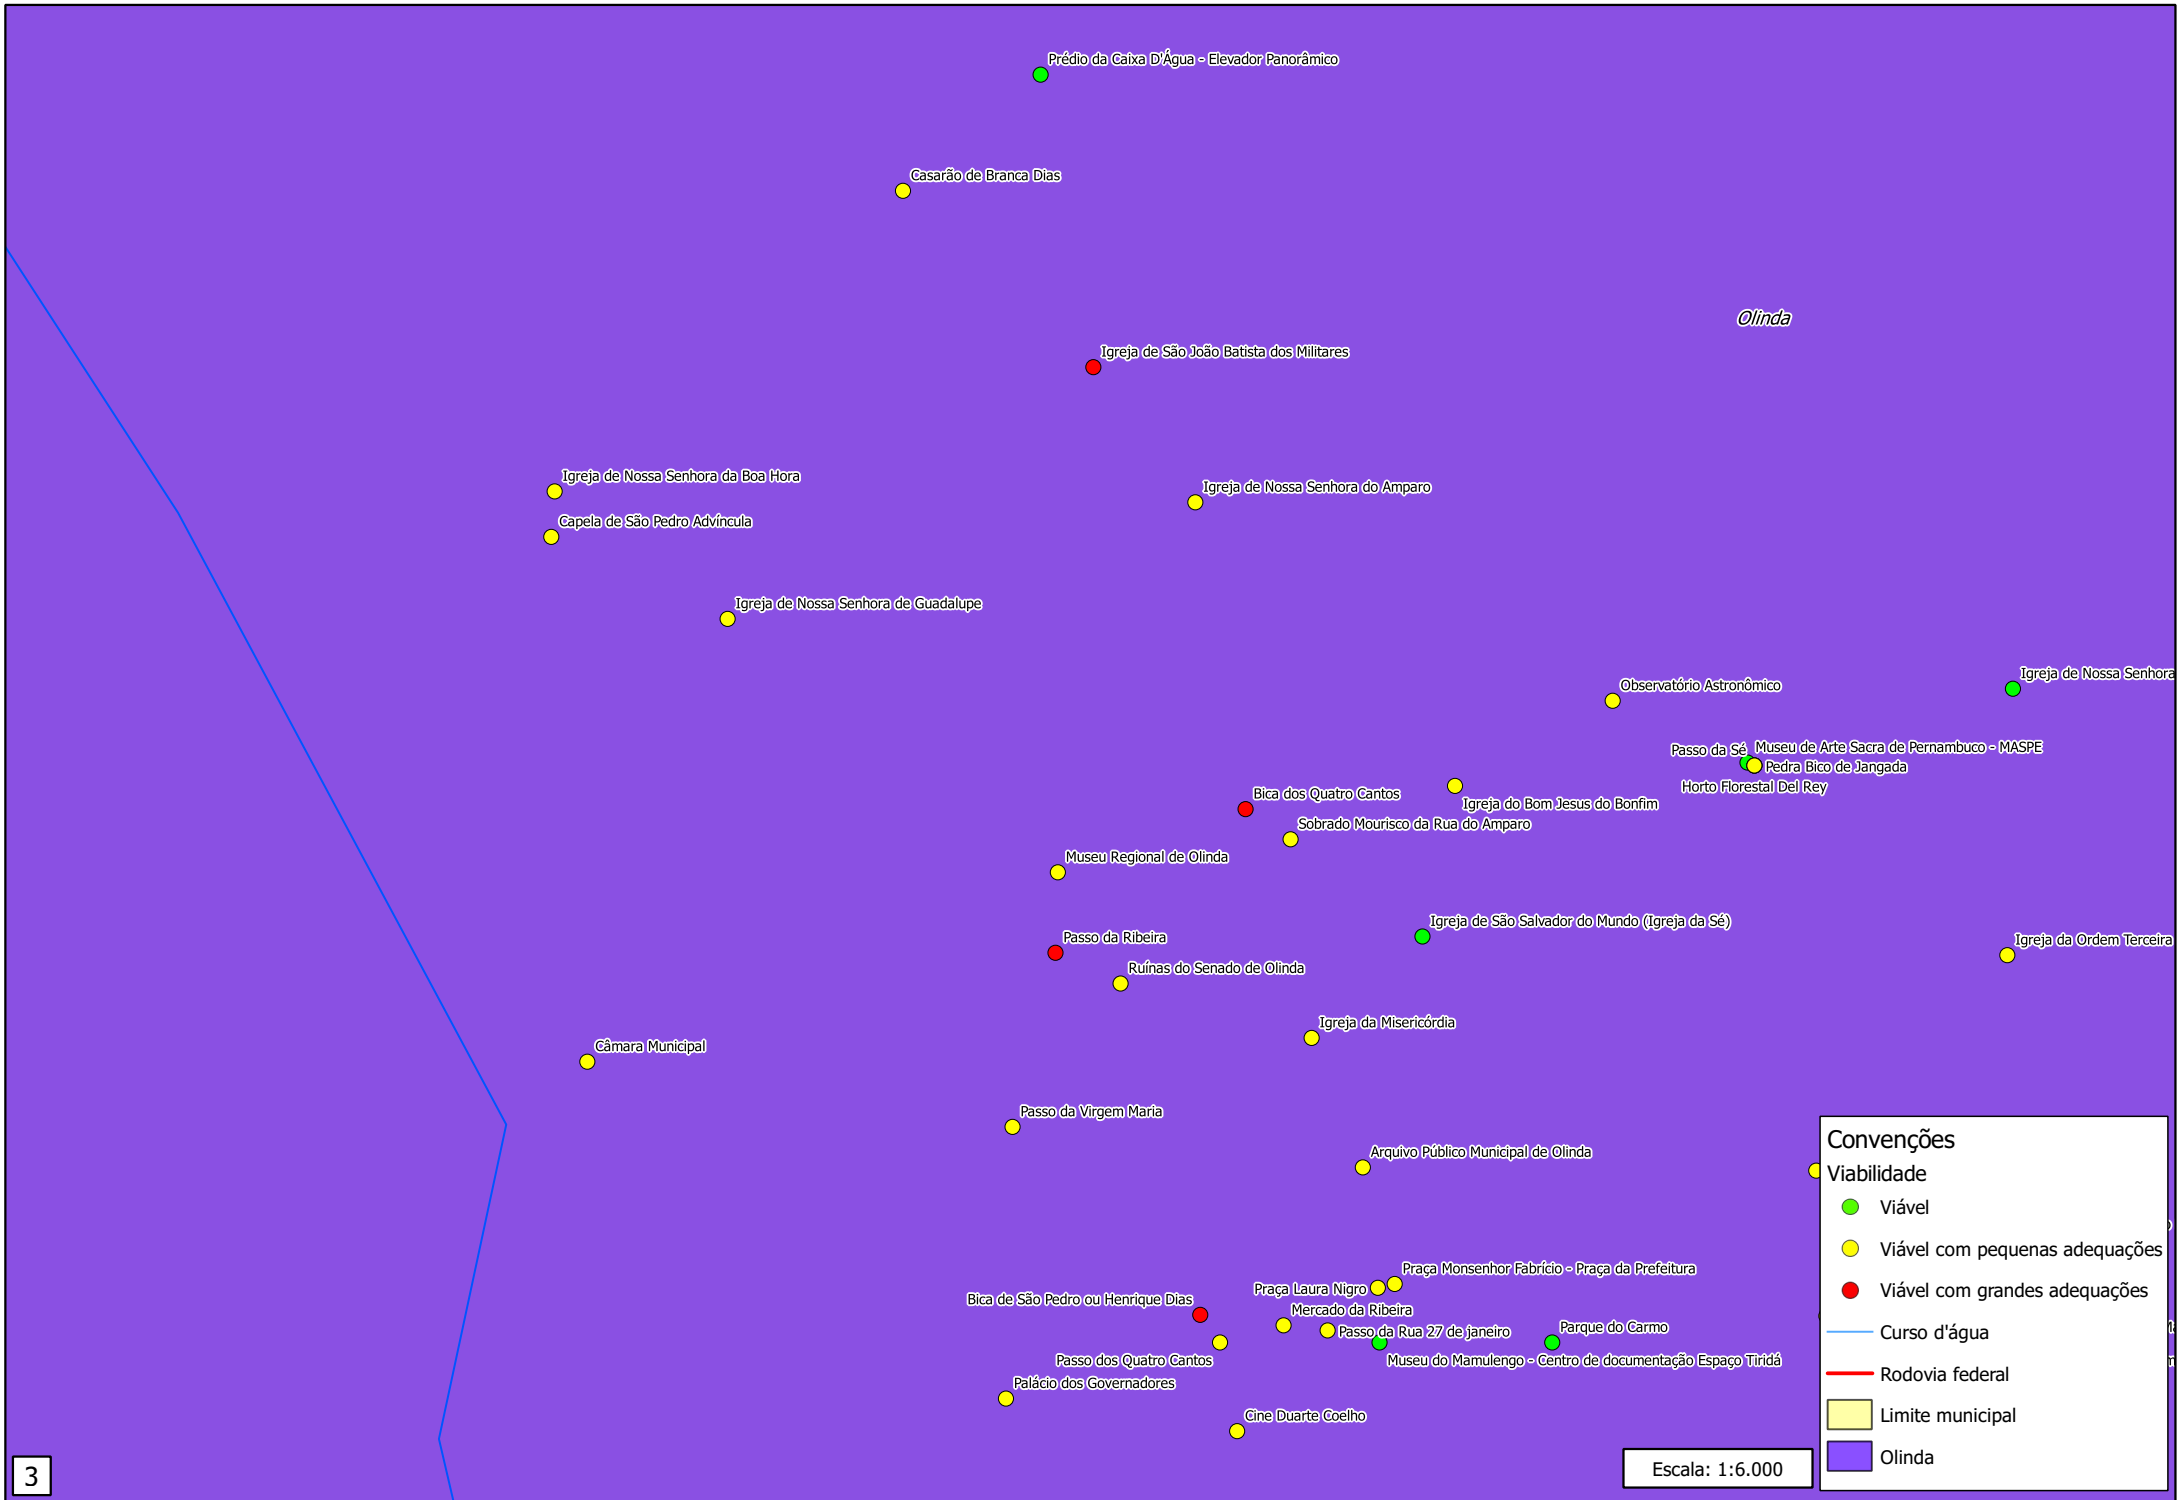 Prédio da Caixa D'Água - Elevador Panorâmico
Casarão de Branca Dias
Olinda
Igreja de São João Batista dos Militares
Igreja de Nossa Senhora da Boa Hora
Igreja de Nossa Senhora do Amparo
Capela de São Pedro Advíncula
Igreja de Nossa Senhora de Guadalupe
Igreja de Nossa Senhora
Observatório Astronômico
Passo da Sé
Museu de Arte Sacra de Pernambuco - MASPE
Pedra Bico de Jangada
Horto Florestal Del Rey
Bica dos Quatro Cantos
Igreja do Bom Jesus do Bonfim
Sobrado Mourisco da Rua do Amparo
Museu Regional de Olinda
Igreja de São Salvador do Mundo (Igreja da Sé)
Passo da Ribeira
Igreja da Ordem Terceira
Ruínas do Senado de Olinda
Igreja da Misericórdia
Câmara Municipal
Passo da Virgem Maria
Arquivo Público Municipal de Olinda
Praça Monsenhor Fabrício - Praça da Prefeitura
Praça Laura Nigro
Bica de São Pedro ou Henrique Dias
Mercado da Ribeira
Passo da Rua 27 de janeiro
Parque do Carmo
Passo dos Quatro Cantos
Museu do Mamulengo - Centro de documentação Espaço Tiridá
Palácio dos Governadores
Cine Duarte Coelho
Convenções
Viabilidade
Viável
Viável com pequenas adequações
Viável com grandes adequações
Curso d'água
Rodovia federal
Limite municipal
Olinda
Escala: 1:6.000
3